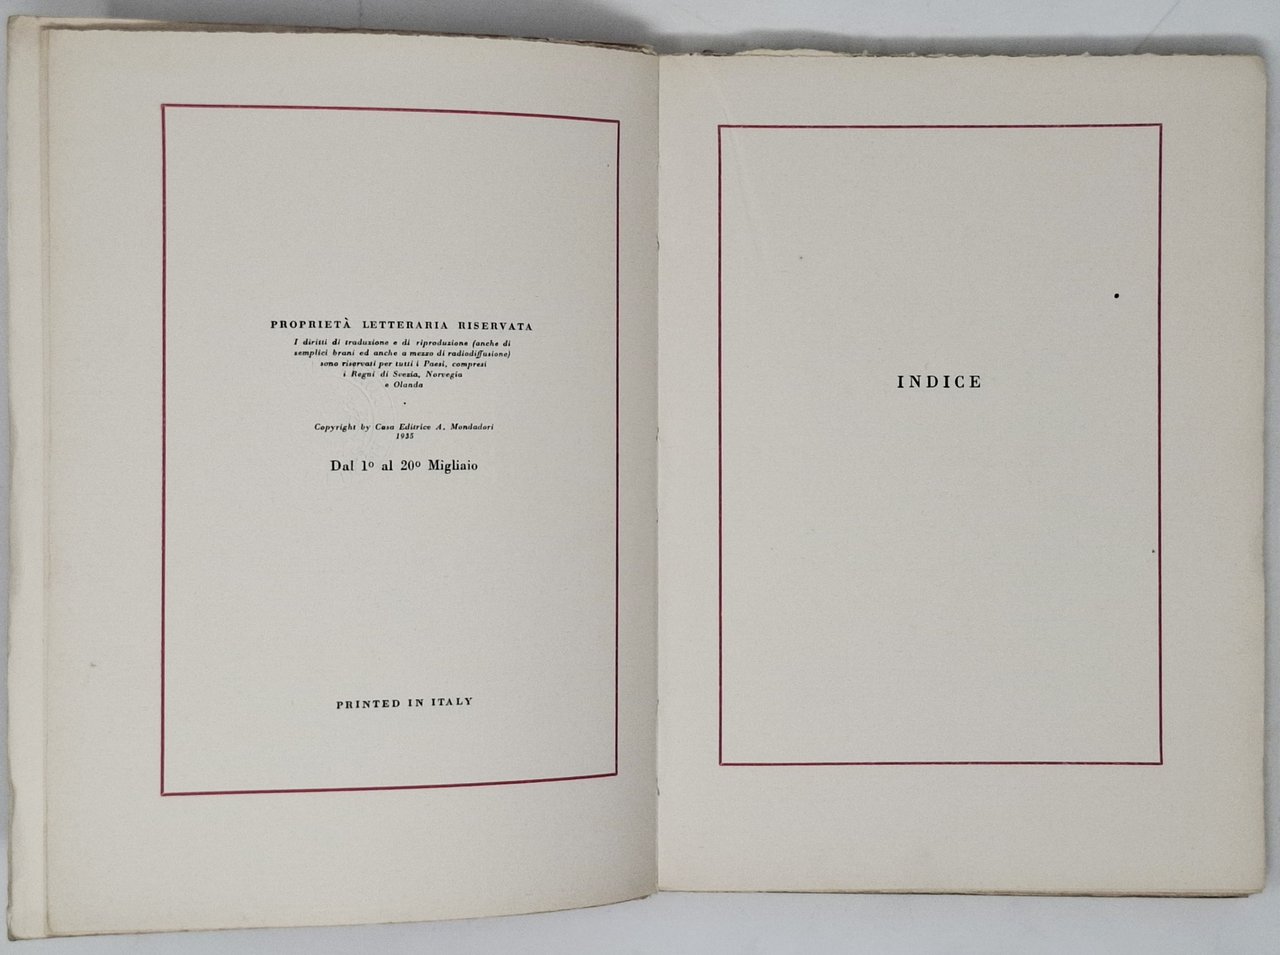 PROPRIETÀ LETTERARIA RISERVATA
I diritti di traduzione e di riproduzione (anche di
semplici brani ed anche a mezzo di radiodiffusione)
sono riservati per tutti i Paesi, compresi
i Regni di Svezia, Norvegia
e Olanda
Copyright by Casa Editrice A. Mondadori
1935
Dal 1º al 20º Migliaio
PRINTED IN ITALY
INDICE